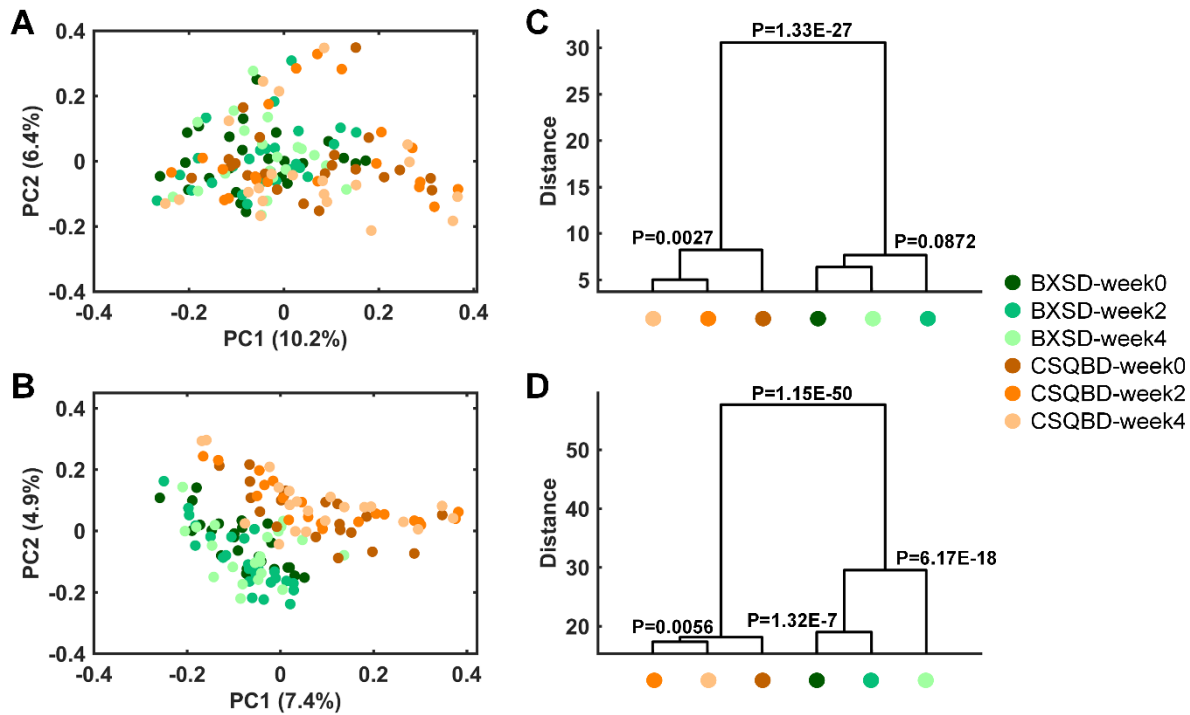 A
0.4
0.2
0
-0.2
-0.4
PC2 (6.4%)
-0.4
-0.2
0
0.2
0.4
PC1 (10.2%)
C
30
25
20
15
10
5
Distance
P=1.33E-27
P=0.0027
P=0.0872
BXSD-week0
BXSD-week2
BXSD-week4
CSQBD-week0
CSQBD-week2
CSQBD-week4
B
0.4
0.2
0
-0.2
-0.4
PC2 (4.9%)
-0.4
-0.2
0
0.2
0.4
PC1 (7.4%)
D
50
40
30
20
Distance
P=1.15E-50
P=6.17E-18
P=0.0056
P=1.32E-7